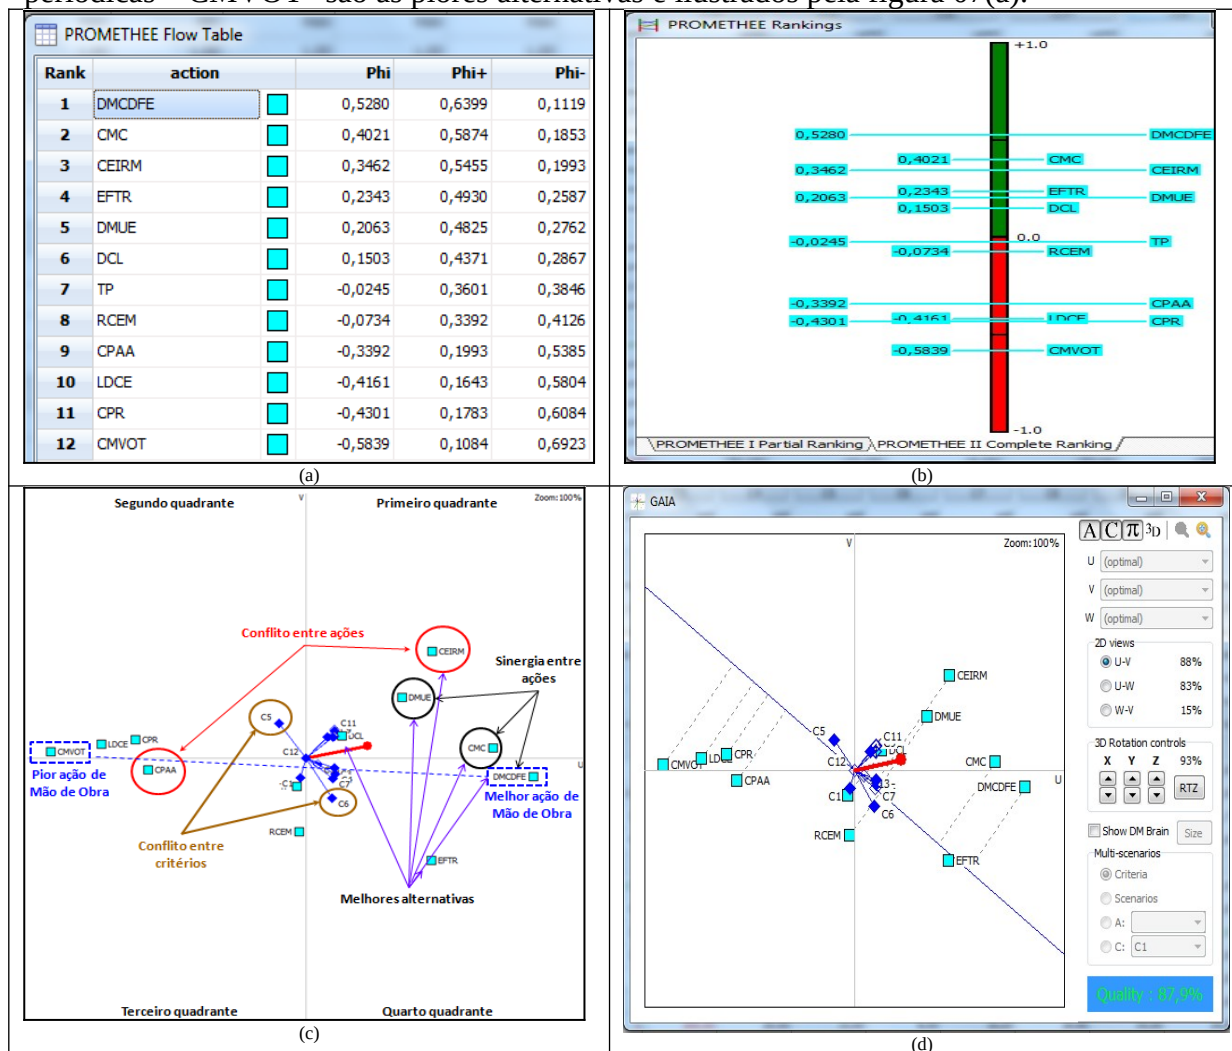 periódicas – CMVOT - são as piores alternativas e ilustrados pela figura 07(a).
PROMETHEE Flow Table
Rank action Phi Phi+ Phi-
1 DMCDFE 0,5280 0,6399 0,1119
2 CMC 0,4021 0,5874 0,1853
3 CEIRM 0,3462 0,5455 0,1993
4 EFTR 0,2343 0,4930 0,2587
5 DMUE 0,2063 0,4825 0,2762
6 DCL 0,1503 0,4371 0,2867
7 TP -0,0245 0,3601 0,3846
8 RCEM -0,0734 0,3392 0,4126
9 CPAA -0,3392 0,1993 0,5385
10 LDCE -0,4161 0,1643 0,5804
11 CPR -0,4301 0,1783 0,6084
12 CMVOT -0,5839 0,1084 0,6923
(a)
PROMETHEE Rankings
+1.0
0,5280 DMCDFE
0,4021 CMC
0,3462 CEIRM
0,2343 EFTR
0,2063 DMUE
0,1503 DCL
0.0
-0,0245 TP
-0,0734 RCEM
-0,3392 CPAA
-0,4161 LDCE
-0,4301 CPR
-0,5839 CMVOT
-1.0
PROMETHEE I Partial Ranking PROMETHEE II Complete Ranking
(b)
Segundo quadrante V Primeiro quadrante Zoom:100%
Conflito entre ações
CEIRM
Sinergia entre
ações
DMUE
C5
C11
DCL
CPR
LDCE
CMVOT
C12
CMC
CPAA
U
DMCDFE
Pior ação de
Mão de Obra
C1
C7
C6
Melhor ação de
Mão de Obra
RCEM
Conflito entre
critérios
EFTR
Melhores alternativas
Terceiro quadrante Quarto quadrante
(c)
GAIA
V Zoom:100%
CEIRM
DMUE
C5
C11
DCL
C12
CMVOT
LDCE
CPR
CMC
CPAA
U
DMCDFE
C1
C7
C6
RCEM
EFTR
A C π 3D
U (optimal)
V (optimal)
W (optimal)
2D views
U-V 88%
U-W 83%
W-V 15%
3D Rotation controls
X Y Z 93%
RTZ
Show DM Brain Size
Multi-scenarios
Criteria
Scenarios
A:
C: C1
Quality : 87,9%
(d)